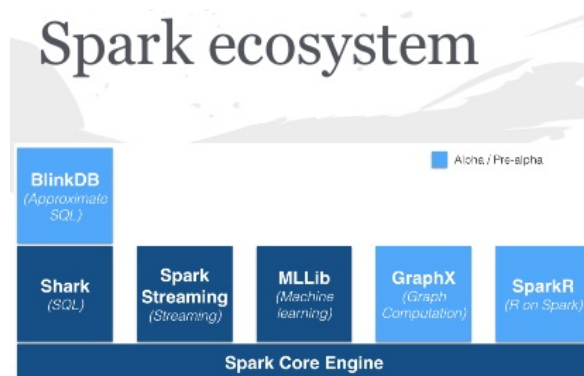 Spark ecosystem
Alpha / Pre-alpha
BlinkDB
(Approximate
SQL)
Shark
(SQL)
Spark
Streaming
(Streaming)
MLLib
(Machine
learning)
GraphX
(Graph
Computation)
SparkR
(R on Spark)
Spark Core Engine